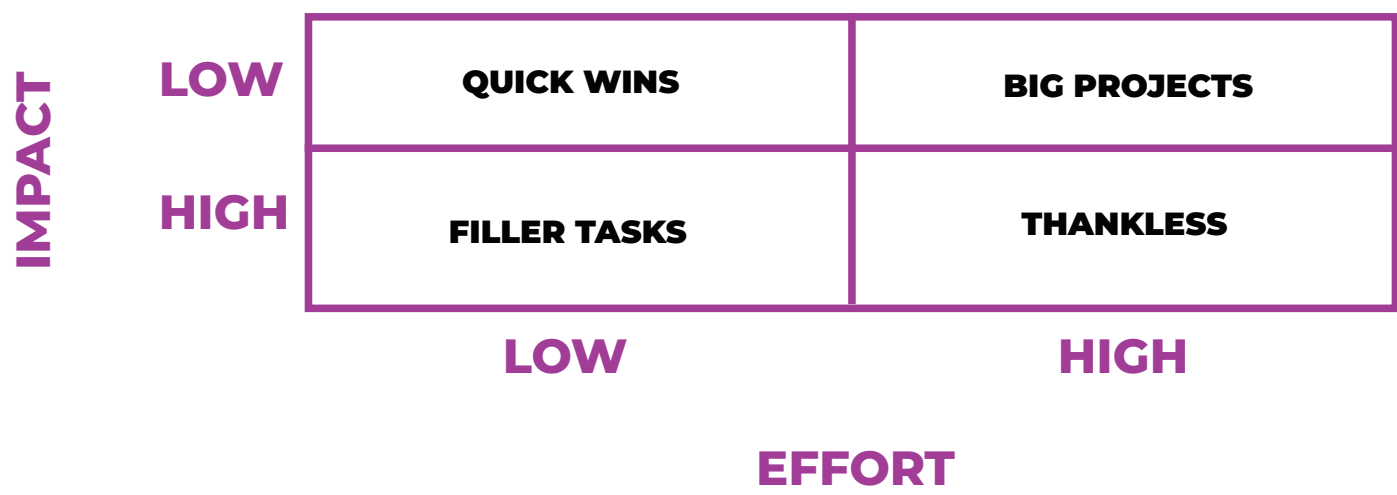 IMPACT
LOW
QUICK WINS
BIG PROJECTS
HIGH
FILLER TASKS
THANKLESS
LOW
HIGH
EFFORT